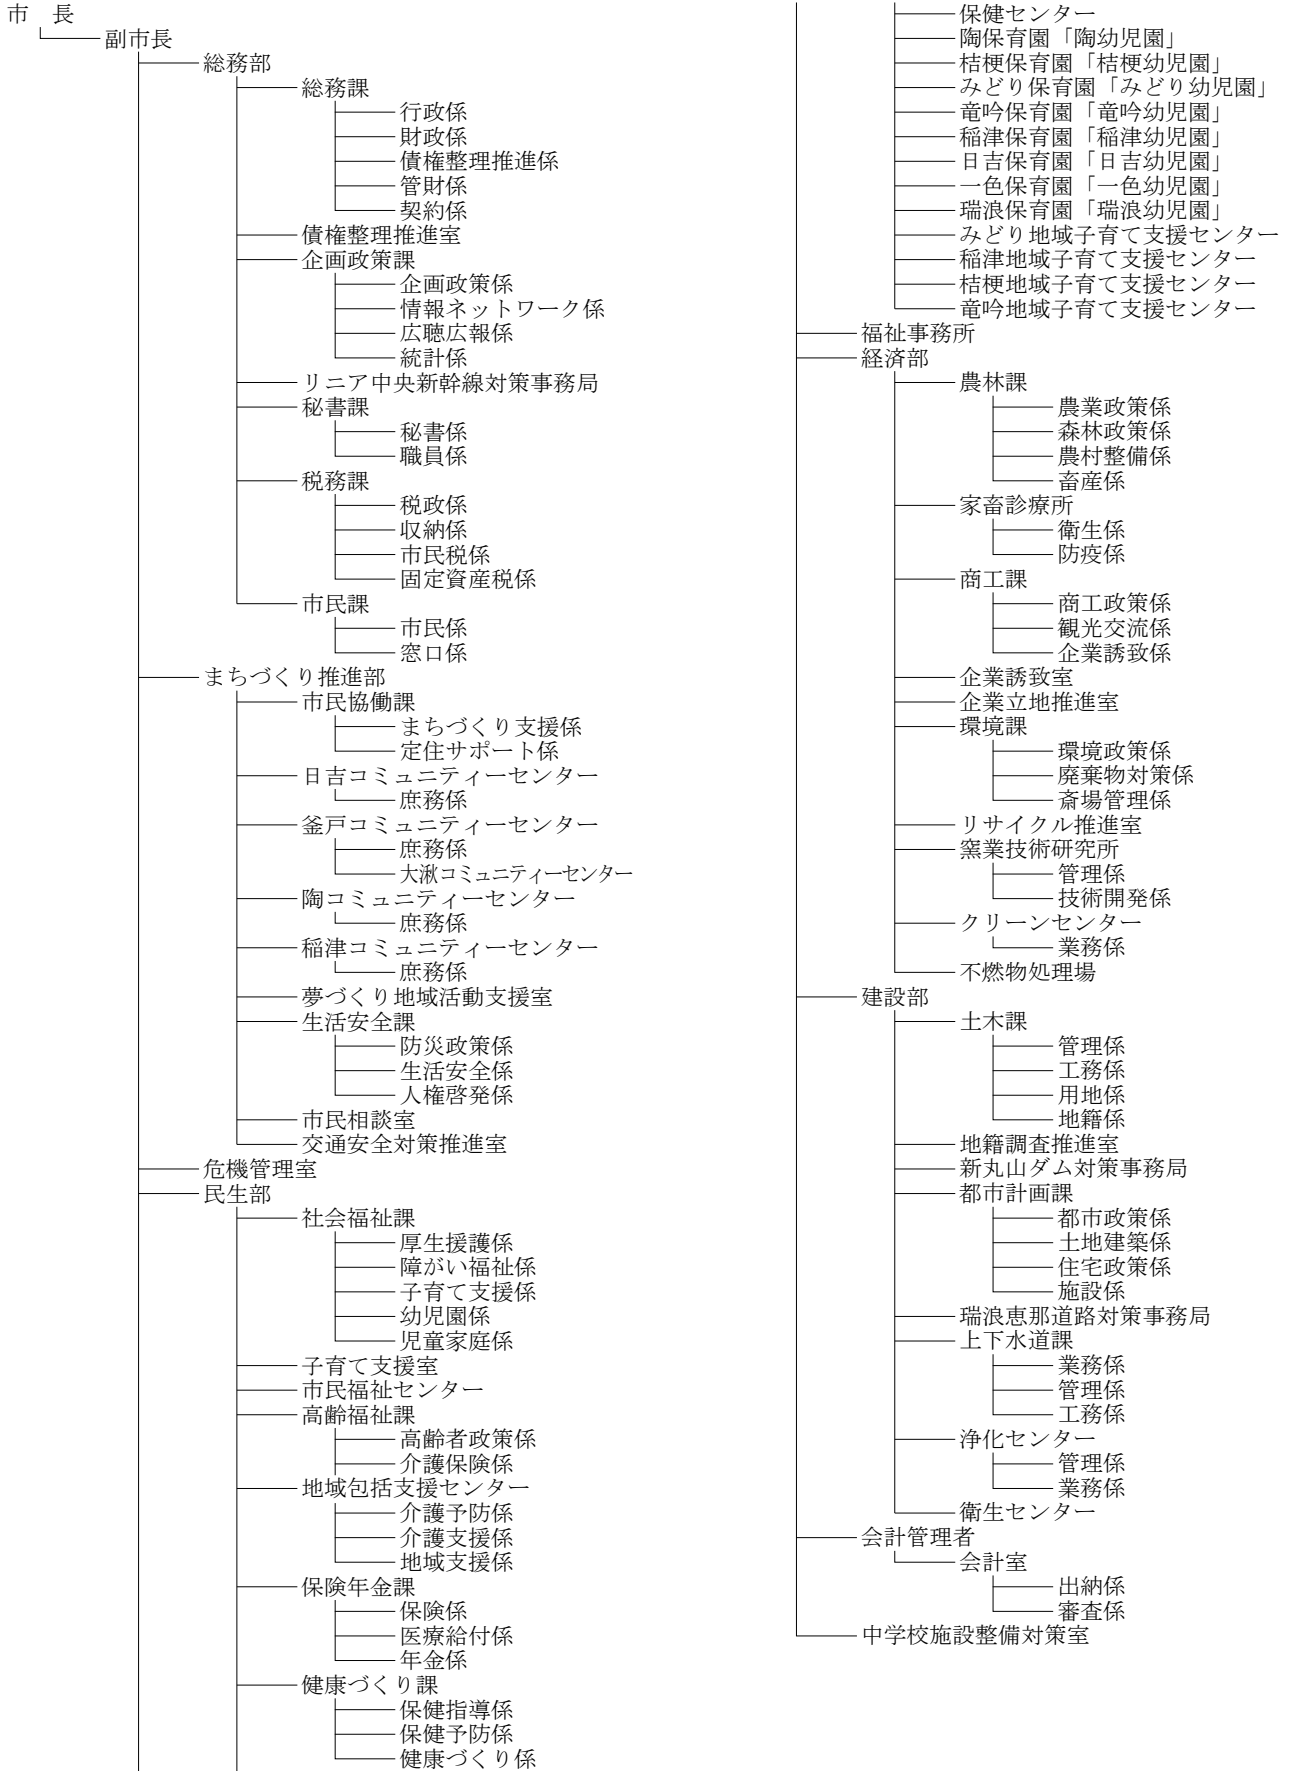 市　長
副市長
総務部
総務課
行政係
財政係
債権整理推進係
管財係
契約係
債権整理推進室
企画政策課
企画政策係
情報ネットワーク係
広聴広報係
統計係
リニア中央新幹線対策事務局
秘書課
秘書係
職員係
税務課
税政係
収納係
市民税係
固定資産税係
市民課
市民係
窓口係
まちづくり推進部
市民協働課
まちづくり支援係
定住サポート係
日吉コミュニティーセンター
庶務係
釜戸コミュニティーセンター
庶務係
大湫コミュニティーセンター
陶コミュニティーセンター
庶務係
稲津コミュニティーセンター
庶務係
夢づくり地域活動支援室
生活安全課
防災政策係
生活安全係
人権啓発係
市民相談室
交通安全対策推進室
危機管理室
民生部
社会福祉課
厚生援護係
障がい福祉係
子育て支援係
幼児園係
児童家庭係
子育て支援室
市民福祉センター
高齢福祉課
高齢者政策係
介護保険係
地域包括支援センター
介護予防係
介護支援係
地域支援係
保険年金課
保険係
医療給付係
年金係
健康づくり課
保健指導係
保健予防係
健康づくり係
保健センター
陶保育園「陶幼児園」
桔梗保育園「桔梗幼児園」
みどり保育園「みどり幼児園」
竜吟保育園「竜吟幼児園」
稲津保育園「稲津幼児園」
日吉保育園「日吉幼児園」
一色保育園「一色幼児園」
瑞浪保育園「瑞浪幼児園」
みどり地域子育て支援センター
稲津地域子育て支援センター
桔梗地域子育て支援センター
竜吟地域子育て支援センター
福祉事務所
経済部
農林課
農業政策係
森林政策係
農村整備係
畜産係
家畜診療所
衛生係
防疫係
商工課
商工政策係
観光交流係
企業誘致係
企業誘致室
企業立地推進室
環境課
環境政策係
廃棄物対策係
斎場管理係
リサイクル推進室
窯業技術研究所
管理係
技術開発係
クリーンセンター
業務係
不燃物処理場
建設部
土木課
管理係
工務係
用地係
地籍係
地籍調査推進室
新丸山ダム対策事務局
都市計画課
都市政策係
土地建築係
住宅政策係
施設係
瑞浪恵那道路対策事務局
上下水道課
業務係
管理係
工務係
浄化センター
管理係
業務係
衛生センター
会計管理者
会計室
出納係
審査係
中学校施設整備対策室